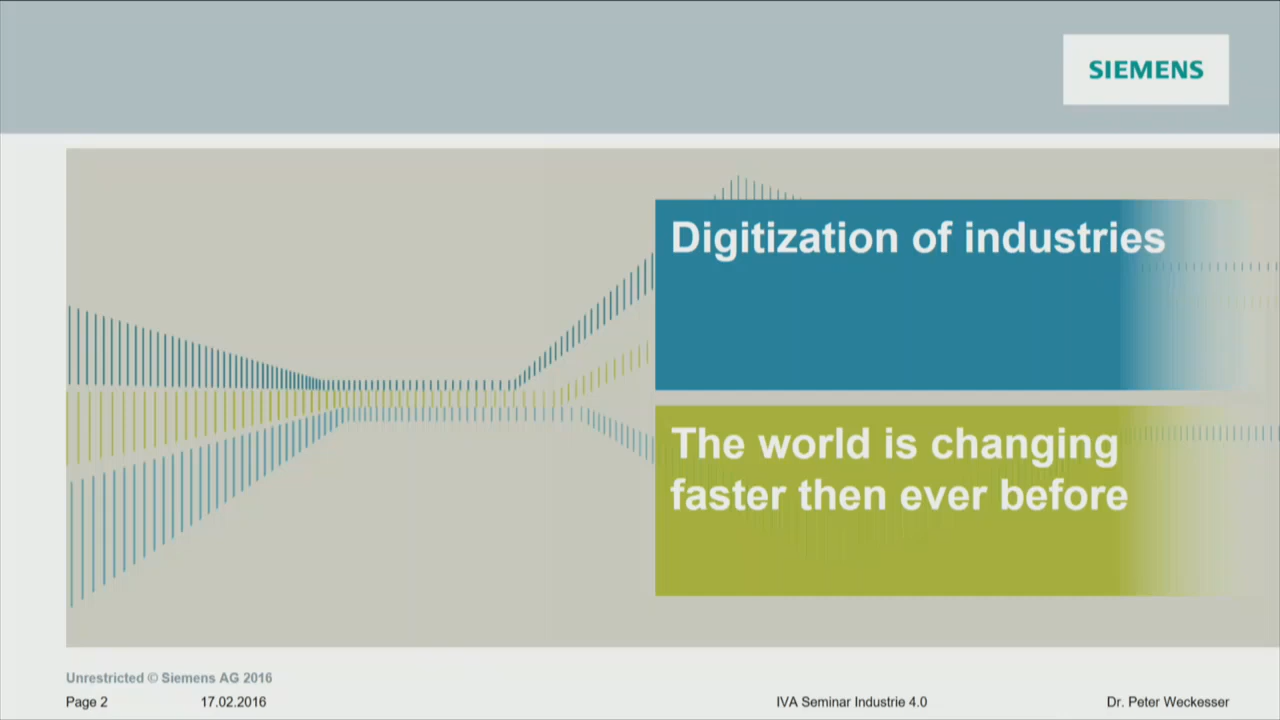 SIEMENS
Digitization of industries
The world is changing
faster then ever before
Unrestricted © Siemens AG 2016
Page 2 17.02.2016 IVA Seminar Industrie 4.0 Dr. Peter Weckesser